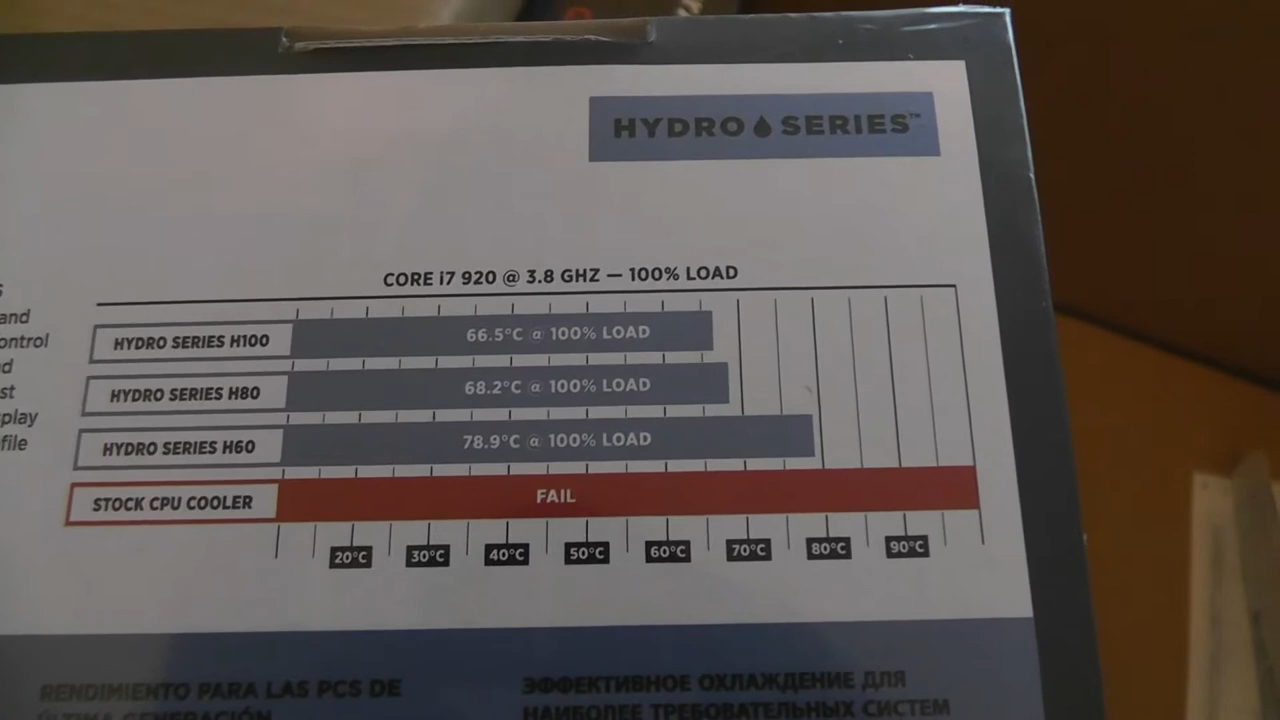 HYDRO SERIES™
CORE i7 920 @ 3.8 GHZ — 100% LOAD
and
ontrol
d
st
play
file
HYDRO SERIES H100 66.5°C @ 100% LOAD
HYDRO SERIES H80 68.2°C @ 100% LOAD
HYDRO SERIES H60 78.9°C @ 100% LOAD
STOCK CPU COOLER FAIL
20°C 30°C 40°C 50°C 60°C 70°C 80°C 90°C
RENDIMIENTO PARA LAS PCS DE
ÚLTIMA GENERACIÓN
ЭФФЕКТИВНОЕ ОХЛАЖДЕНИЕ ДЛЯ
НАИБОЛЕЕ ТРЕБОВАТЕЛЬНЫХ СИСТЕМ